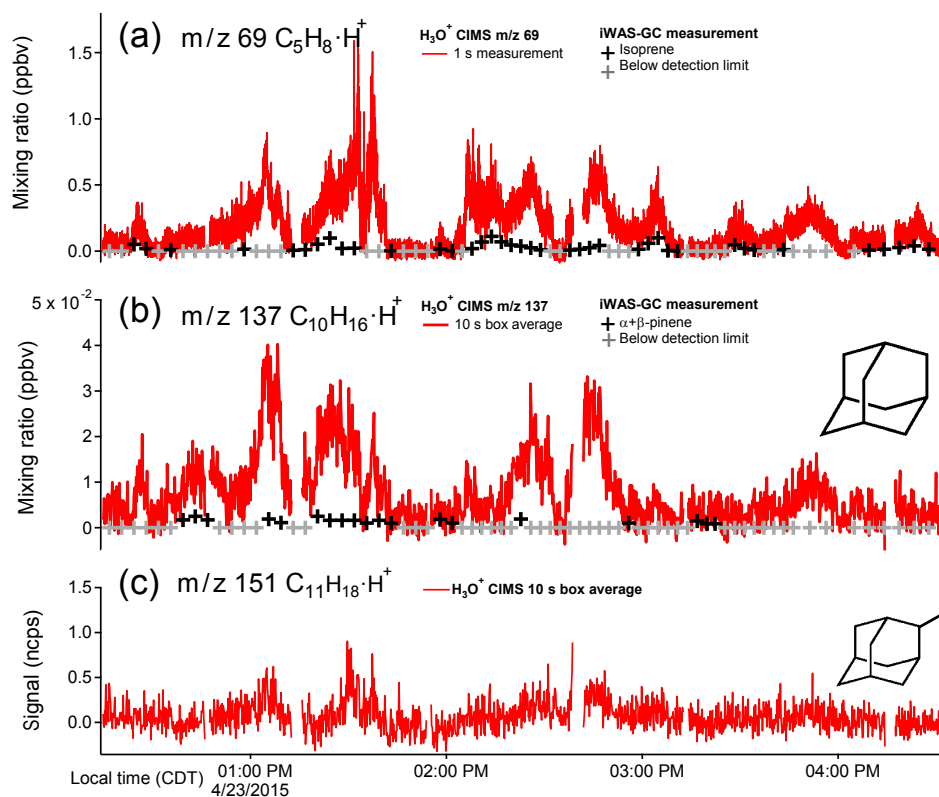 (a) m/z 69 C5H8·H+
H3O+ CIMS m/z 69
1 s measurement
iWAS-GC measurement
Isoprene
Below detection limit
Mixing ratio (ppbv)
1.5
1.0
0.5
0.0
(b) m/z 137 C10H16·H+
H3O+ CIMS m/z 137
10 s box average
iWAS-GC measurement
α+β-pinene
Below detection limit
Mixing ratio (ppbv)
5 x 10-2
4
3
2
1
0
(c) m/z 151 C11H18·H+
H3O+ CIMS 10 s box average
Signal (ncps)
1.5
1.0
0.5
0.0
Local time (CDT)
01:00 PM
4/23/2015
02:00 PM
03:00 PM
04:00 PM